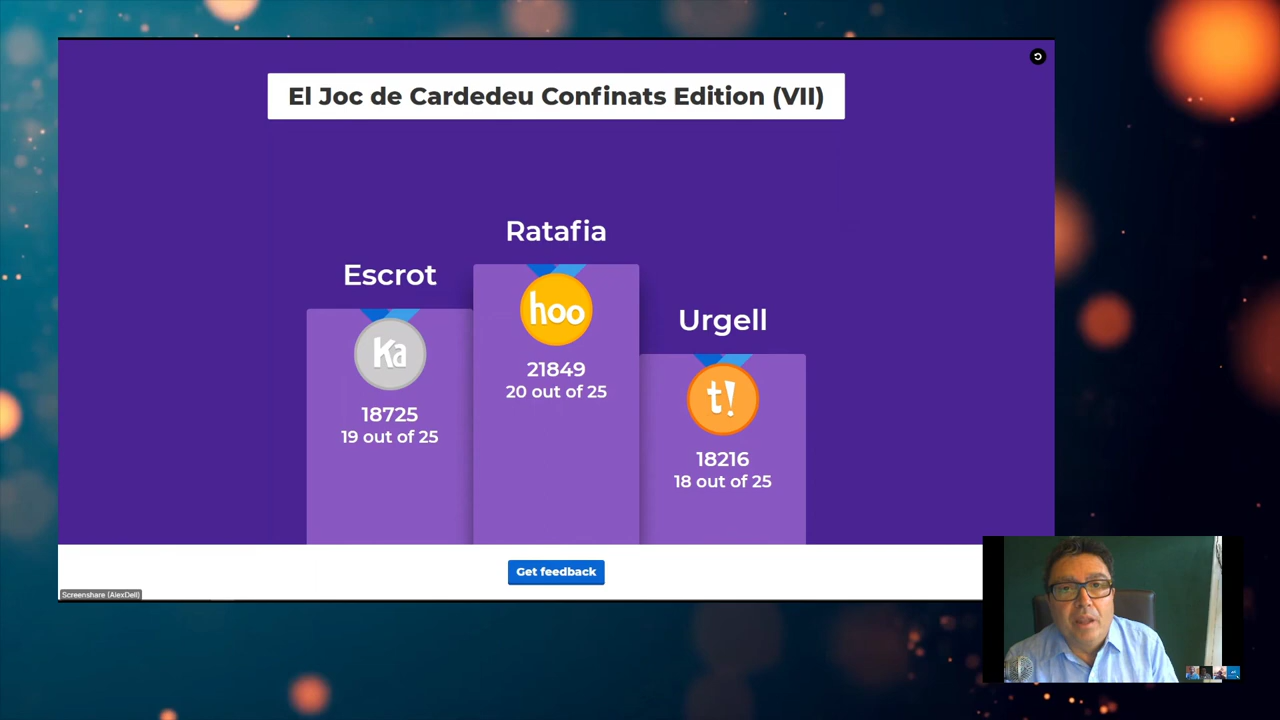 El Joc de Cardedeu Confinats Edition (VII)
Ratafia
Escrot
Urgell
hoo
21849
20 out of 25
Ka
18725
19 out of 25
t!
18216
18 out of 25
Get feedback
Screenshare (AlexDell)